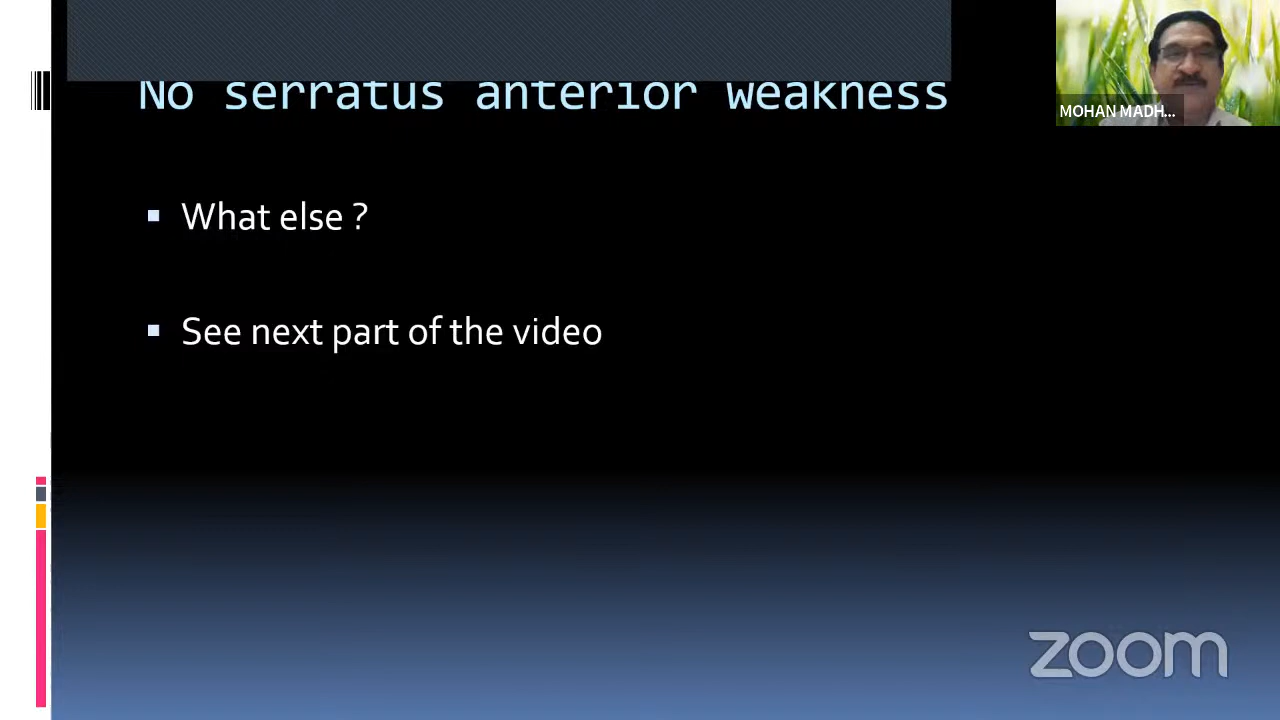 No serratus anterior weakness
MOHAN MADH...
What else ?
See next part of the video
zoom